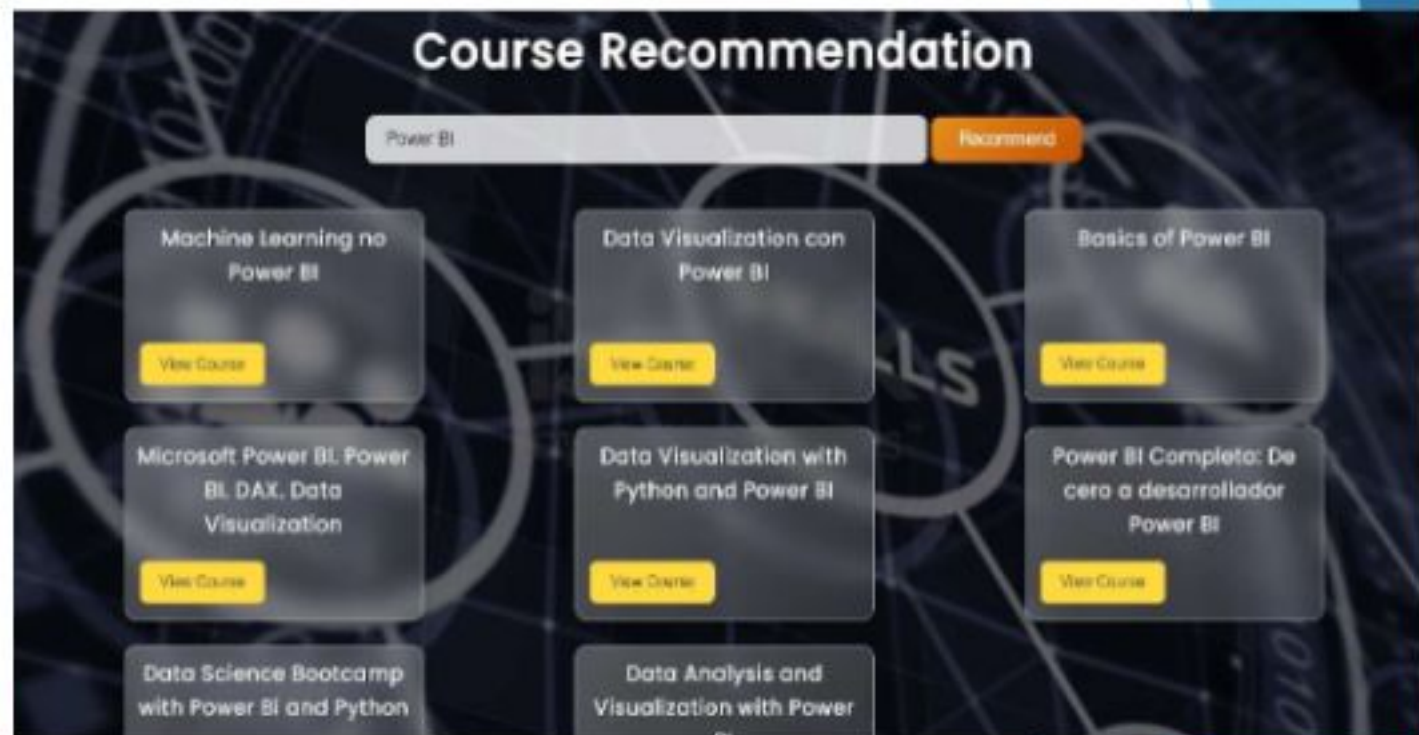 Course Recommendation
Power BI
Recommend
Machine Learning no
Power BI
View Course
Data Visualization con
Power BI
View Course
Basics of Power BI
View Course
Microsoft Power BI. Power
BI. DAX. Data
Visualization
View Course
Data Visualization with
Python and Power BI
View Course
Power BI Completo: De
cero a desarrollador
Power BI
View Course
Data Science Bootcamp
with Power Bi and Python
Data Analysis and
Visualization with Power